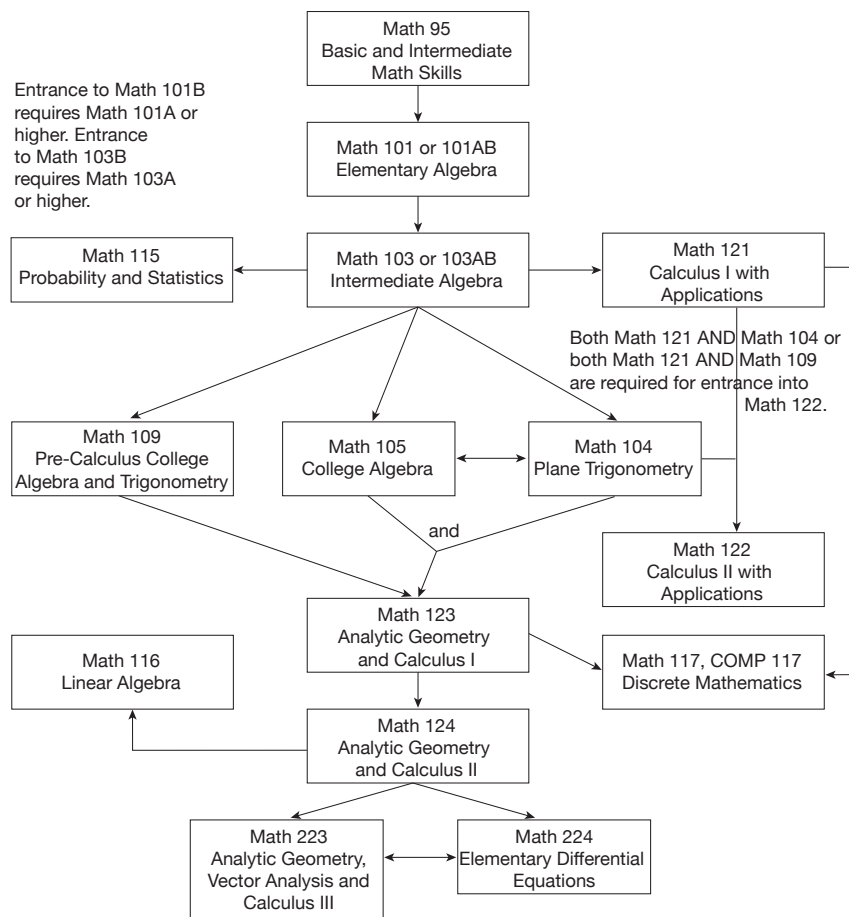 Math 95
Basic and Intermediate
Math Skills
Entrance to Math 101B
requires Math 101A or
higher. Entrance
to Math 103B
requires Math 103A
or higher.
Math 101 or 101AB
Elementary Algebra
Math 115
Probability and Statistics
Math 103 or 103AB
Intermediate Algebra
Math 121
Calculus I with
Applications
Both Math 121 AND Math 104 or
both Math 121 AND Math 109
are required for entrance into
Math 122.
Math 109
Pre-Calculus College
Algebra and Trigonometry
Math 105
College Algebra
Math 104
Plane Trigonometry
and
Math 122
Calculus II with
Applications
Math 123
Analytic Geometry
and Calculus I
Math 116
Linear Algebra
Math 117, COMP 117
Discrete Mathematics
Math 124
Analytic Geometry
and Calculus II
Math 223
Analytic Geometry,
Vector Analysis and
Calculus III
Math 224
Elementary Differential
Equations